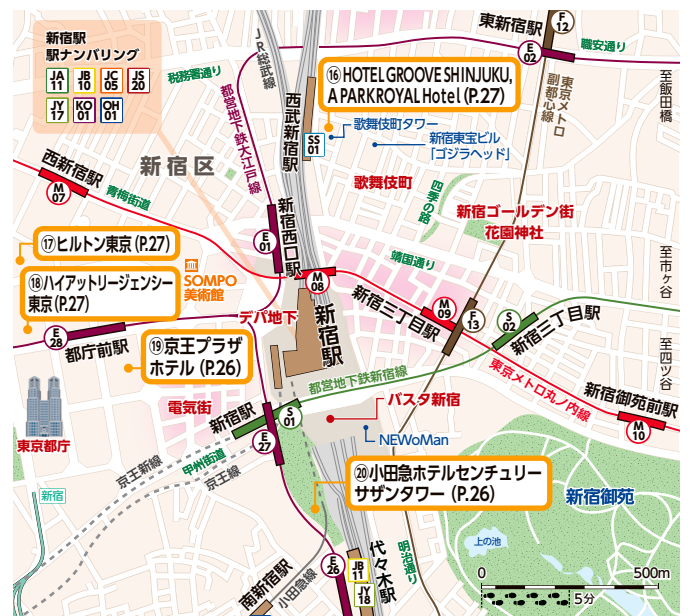 新宿駅
駅ナンバリング
JA
11
JB
10
JC
05
JS
20
JY
17
KO
01
OH
01
税務署通り
JR総武線
都営地下鉄大江戸線
西武新宿駅
SS
01
⑯HOTEL GROOVE SHINJUKU,
A PARKROYAL Hotel (P.27)
歌舞伎町タワー
新宿東宝ビル
「ゴジラヘッド」
東新宿駅
F
12
E
02
職安通り
至飯田橋
東京メトロ
副都心線
西新宿駅
M
07
青梅街道
新宿区
歌舞伎町
四季の路
新宿ゴールデン街
花園神社
E
01
新宿西口駅
靖国通り
至市ヶ谷
⑰ヒルトン東京 (P.27)
⑱ハイアットリージェンシー
東京 (P.27)
SOMPO
美術館
M
08
デパ地下
新宿駅
新宿三丁目駅
M
09
F
13
S
02
新宿三丁目駅
至四ツ谷
E
28
都庁前駅
⑲京王プラザ
ホテル (P.26)
都営地下鉄新宿線
東京メトロ丸ノ内線
新宿御苑前駅
M
10
東京都庁
電気街
新宿駅
S
01
E
27
バスタ新宿
NEWoMan
京王新線
甲州街道
京王線
新宿
⑳小田急ホテルセンチュリー
サザンタワー (P.26)
新宿御苑
上の池
南新宿駅
小田急線
E
26
JB
11
JY
18
代々木駅
明治通り
0
500m
5分